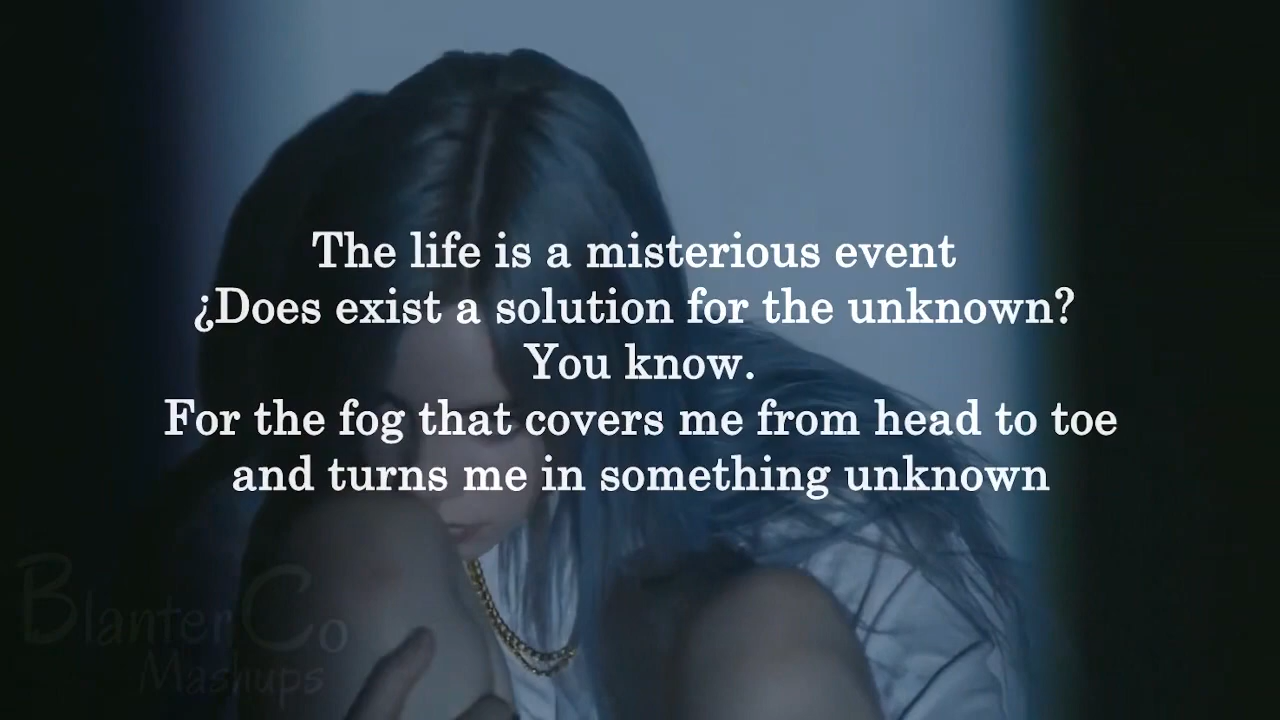 The life is a misterious event
¿Does exist a solution for the unknown?
You know.
For the fog that covers me from head to toe
and turns me in something unknown
BlanterCo
Mashups